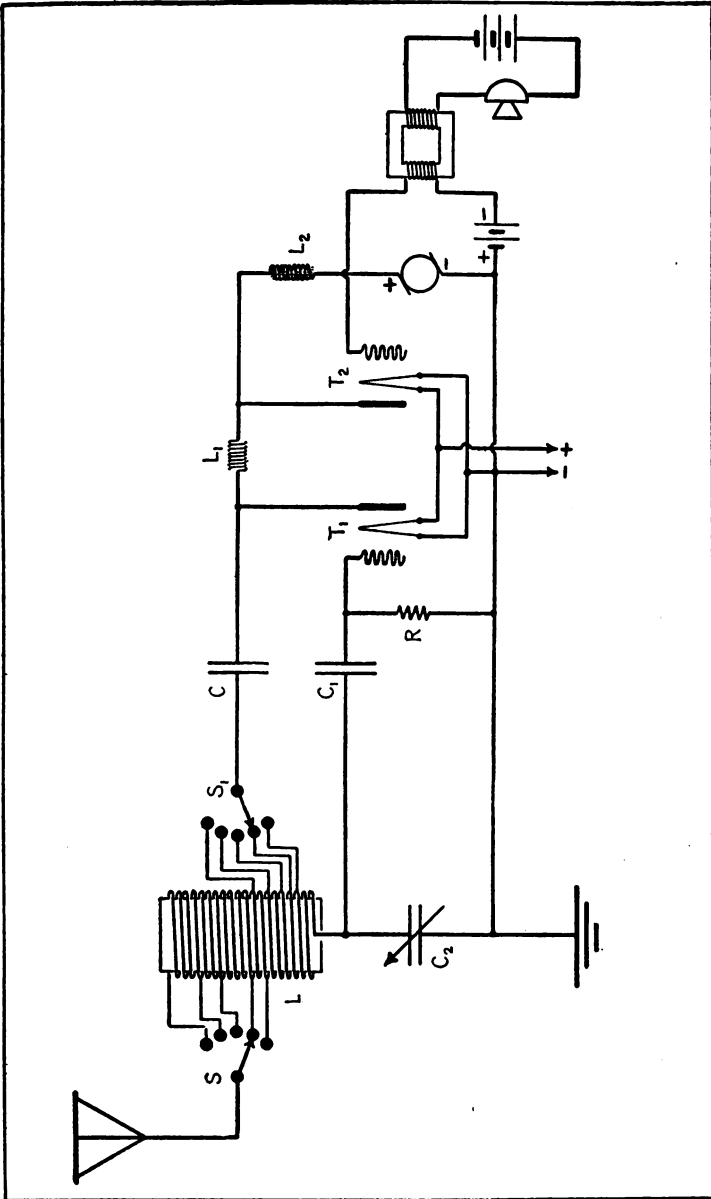 L₂
+
-
-
+
T₂
L₁
T₁
+
-
R
C
C₁
S₁
C₂
L
S